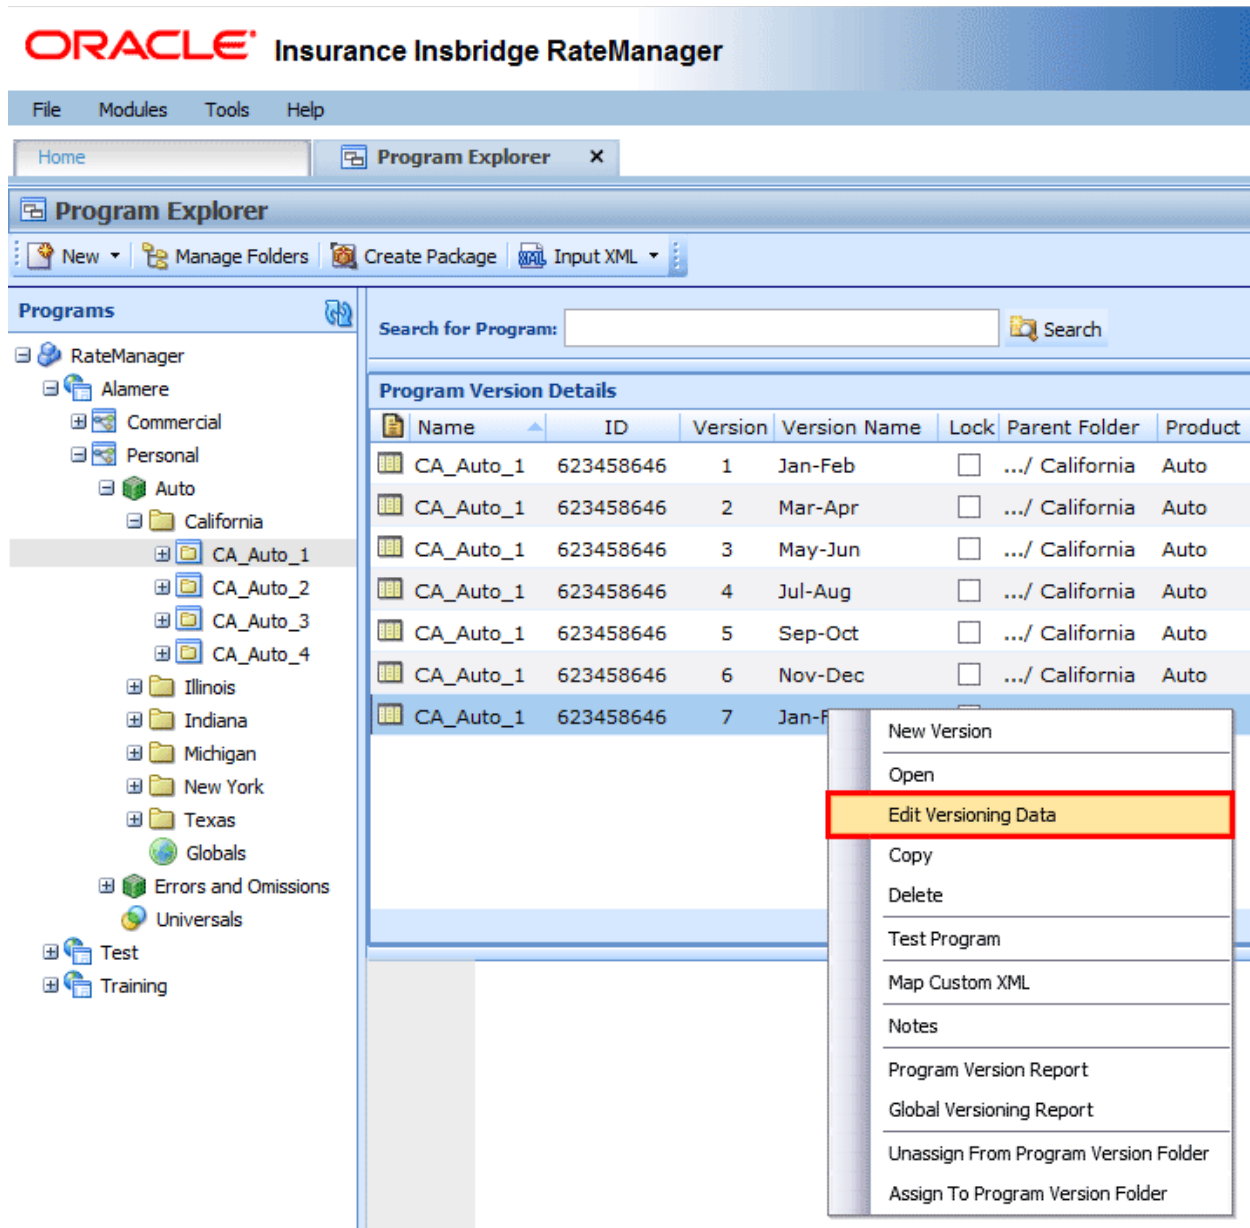 ORACLE Insurance Insbridge RateManager
File Modules Tools Help
Home Program Explorer x
Program Explorer
New Manage Folders Create Package XML Input XML
Programs
RateManager
Alamere
Commercial
Personal
Auto
California
CA_Auto_1
CA_Auto_2
CA_Auto_3
CA_Auto_4
Illinois
Indiana
Michigan
New York
Texas
Globals
Errors and Omissions
Universals
Test
Training
Search for Program: Search
Program Version Details
Name ID Version Version Name Lock Parent Folder Product
CA_Auto_1 623458646 1 Jan-Feb .../ California Auto
CA_Auto_1 623458646 2 Mar-Apr .../ California Auto
CA_Auto_1 623458646 3 May-Jun .../ California Auto
CA_Auto_1 623458646 4 Jul-Aug .../ California Auto
CA_Auto_1 623458646 5 Sep-Oct .../ California Auto
CA_Auto_1 623458646 6 Nov-Dec .../ California Auto
CA_Auto_1 623458646 7 Jan-F
New Version
Open
Edit Versioning Data
Copy
Delete
Test Program
Map Custom XML
Notes
Program Version Report
Global Versioning Report
Unassign From Program Version Folder
Assign To Program Version Folder